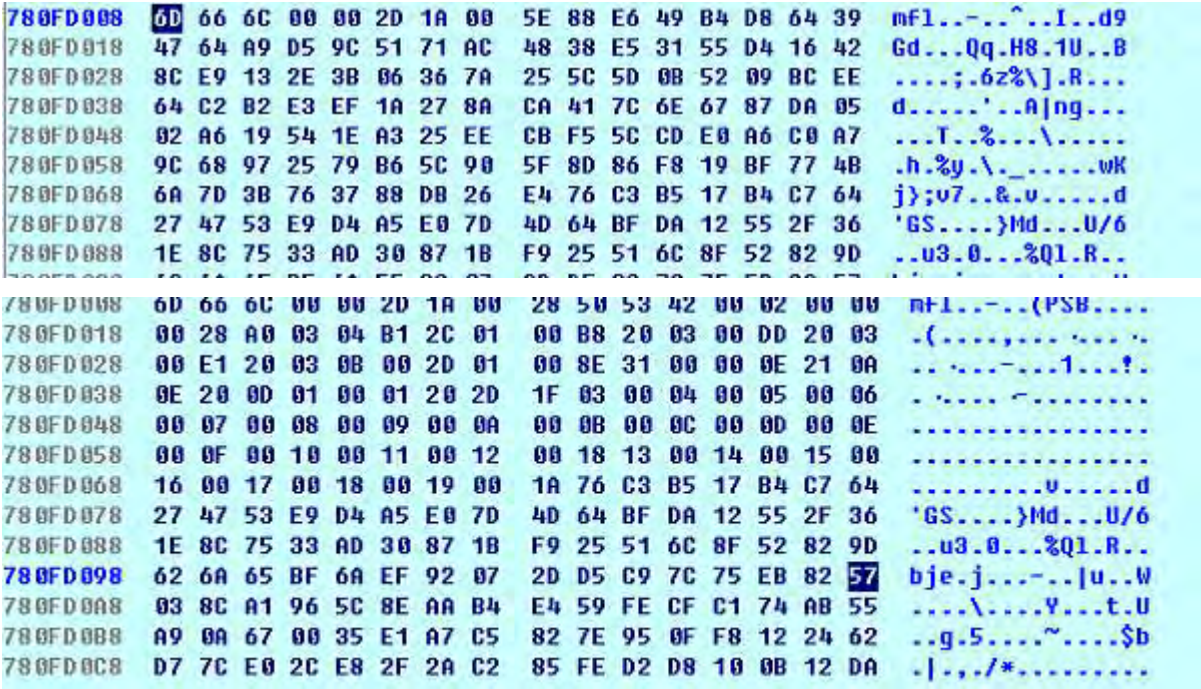 780FD008 6D 66 6C 00 00 2D 1A 00 5E 88 E6 49 B4 D8 64 39 mfl..-..^..I..d9
780FD018 47 64 A9 D5 9C 51 71 AC 48 38 E5 31 55 D4 16 42 Gd...Qq.H8.1U..B
780FD028 8C E9 13 2E 3B 06 36 7A 25 5C 5D 0B 52 09 BC EE ....;.6z%\].R...
780FD038 64 C2 B2 E3 EF 1A 27 8A CA 41 7C 6E 67 87 DA 05 d.....'..A|ng...
780FD048 02 A6 19 54 1E A3 25 EE CB F5 5C CD E0 A6 C0 A7 ...T..%...\.....
780FD058 9C 68 97 25 79 B6 5C 90 5F 8D 86 F8 19 BF 77 4B .h.%y.\._.....wK
780FD068 6A 7D 3B 76 37 88 DB 26 E4 76 C3 B5 17 B4 C7 64 j};v7..&.v.....d
780FD078 27 47 53 E9 D4 A5 E0 7D 4D 64 BF DA 12 55 2F 36 'GS....}Md...U/6
780FD088 1E 8C 75 33 AD 30 87 1B F9 25 51 6C 8F 52 82 9D ..u3.0...%Ql.R..
780FD008 6D 66 6C 00 00 2D 1A 00 28 50 53 42 00 02 00 00 mfl..-..(PSB....
780FD018 00 28 A0 03 04 B1 2C 01 00 B8 20 03 00 DD 20 03 .(....,... ... .
780FD028 00 E1 20 03 0B 00 2D 01 00 8E 31 00 00 0E 21 0A .. ...-...1...!.
780FD038 0E 20 0D 01 00 01 20 2D 1F 03 00 04 00 05 00 06 . .... -........
780FD048 00 07 00 08 00 09 00 0A 00 0B 00 0C 00 0D 00 0E ................
780FD058 00 0F 00 10 00 11 00 12 00 18 13 00 14 00 15 00 ................
780FD068 16 00 17 00 18 00 19 00 1A 76 C3 B5 17 B4 C7 64 .........v.....d
780FD078 27 47 53 E9 D4 A5 E0 7D 4D 64 BF DA 12 55 2F 36 'GS....}Md...U/6
780FD088 1E 8C 75 33 AD 30 87 1B F9 25 51 6C 8F 52 82 9D ..u3.0...%Ql.R..
780FD098 62 6A 65 BF 6A EF 92 07 2D D5 C9 7C 75 EB 82 57 bje.j...-..|u..W
780FD0A8 03 8C A1 96 5C 8E AA B4 E4 59 FE CF C1 74 AB 55 ....\....Y...t.U
780FD0B8 A9 0A 67 00 35 E1 A7 C5 82 7E 95 0F F8 12 24 62 ..g.5....~....$b
780FD0C8 D7 7C E0 2C E8 2F 2A C2 85 FE D2 D8 10 0B 12 DA .|.,./*.........